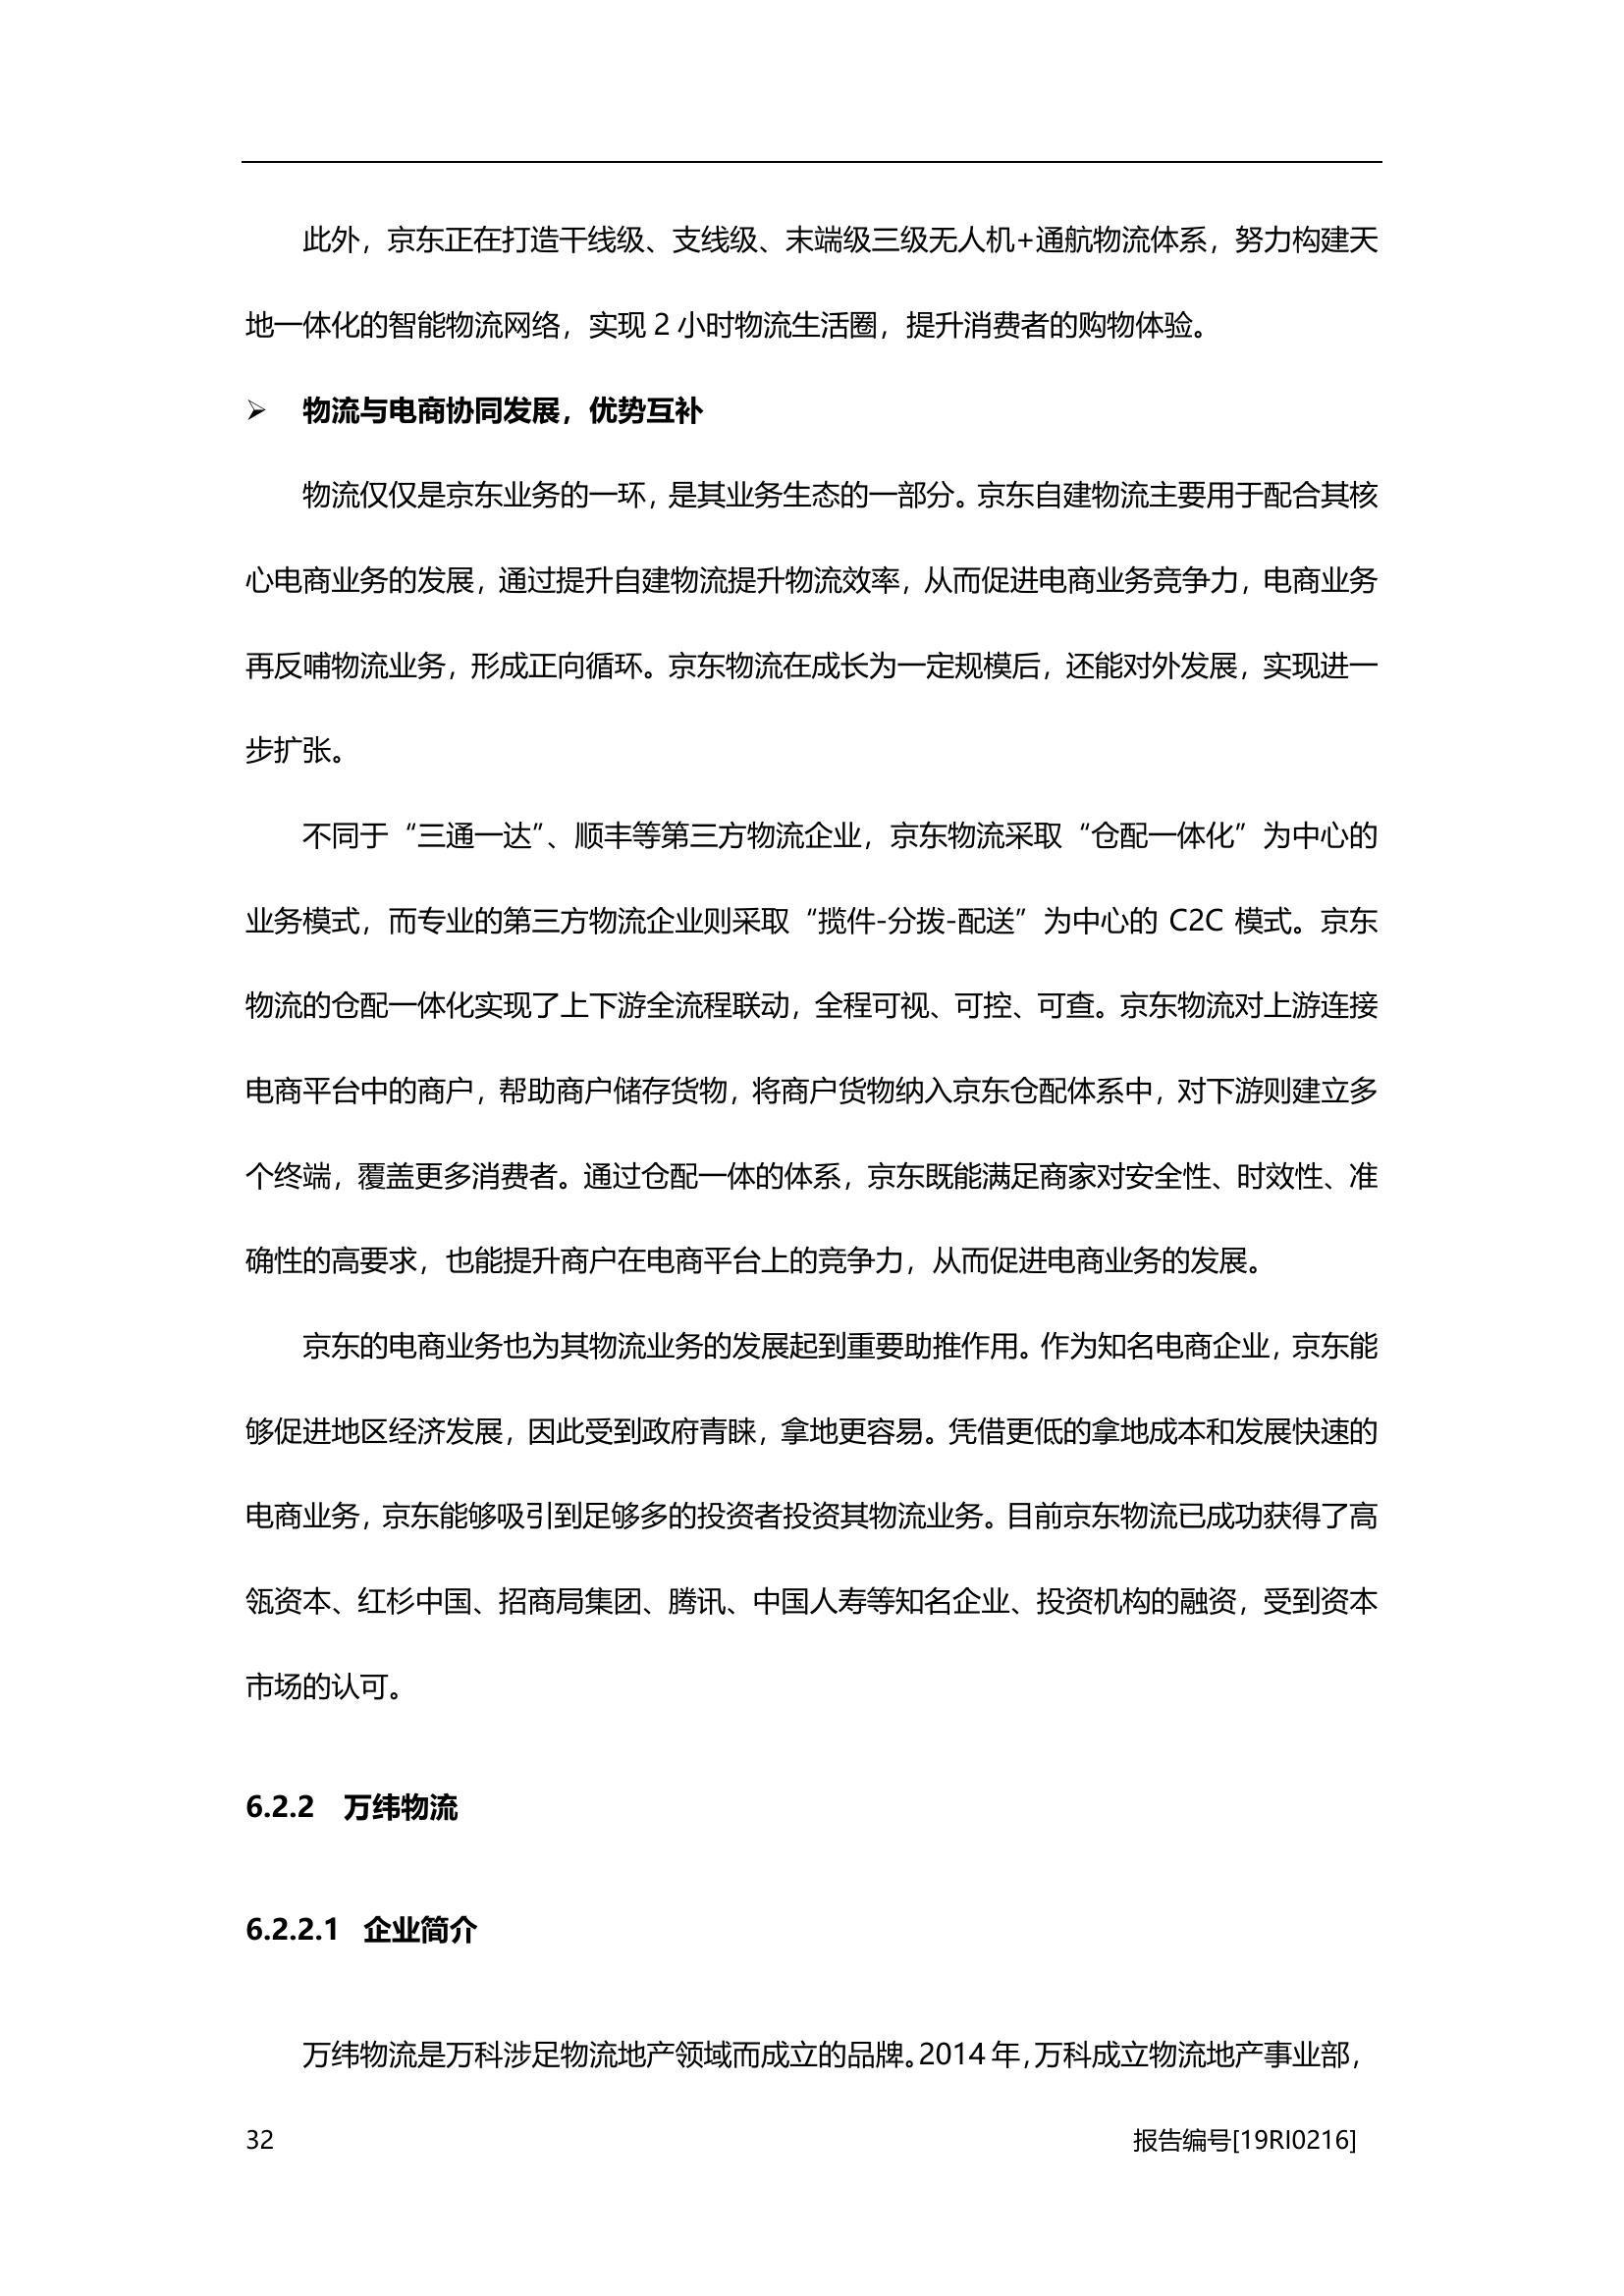 此外，京东正在打造干线级、支线级、末端级三级无人机+通航物流体系，努力构建天
地一体化的智能物流网络，实现 2 小时物流生活圈，提升消费者的购物体验。
➢ 物流与电商协同发展，优势互补
物流仅仅是京东业务的一环，是其业务生态的一部分。京东自建物流主要用于配合其核
心电商业务的发展，通过提升自建物流提升物流效率，从而促进电商业务竞争力，电商业务
再反哺物流业务，形成正向循环。京东物流在成长为一定规模后，还能对外发展，实现进一
步扩张。
不同于“三通一达”、顺丰等第三方物流企业，京东物流采取“仓配一体化”为中心的
业务模式，而专业的第三方物流企业则采取“揽件-分拨-配送”为中心的 C2C 模式。京东
物流的仓配一体化实现了上下游全流程联动，全程可视、可控、可查。京东物流对上游连接
电商平台中的商户，帮助商户储存货物，将商户货物纳入京东仓配体系中，对下游则建立多
个终端，覆盖更多消费者。通过仓配一体的体系，京东既能满足商家对安全性、时效性、准
确性的高要求，也能提升商户在电商平台上的竞争力，从而促进电商业务的发展。
京东的电商业务也为其物流业务的发展起到重要助推作用。作为知名电商企业，京东能
够促进地区经济发展，因此受到政府青睐，拿地更容易。凭借更低的拿地成本和发展快速的
电商业务，京东能够吸引到足够多的投资者投资其物流业务。目前京东物流已成功获得了高
瓴资本、红杉中国、招商局集团、腾讯、中国人寿等知名企业、投资机构的融资，受到资本
市场的认可。
6.2.2 万纬物流
6.2.2.1 企业简介
万纬物流是万科涉足物流地产领域而成立的品牌。2014 年，万科成立物流地产事业部，
32 报告编号[19RI0216]